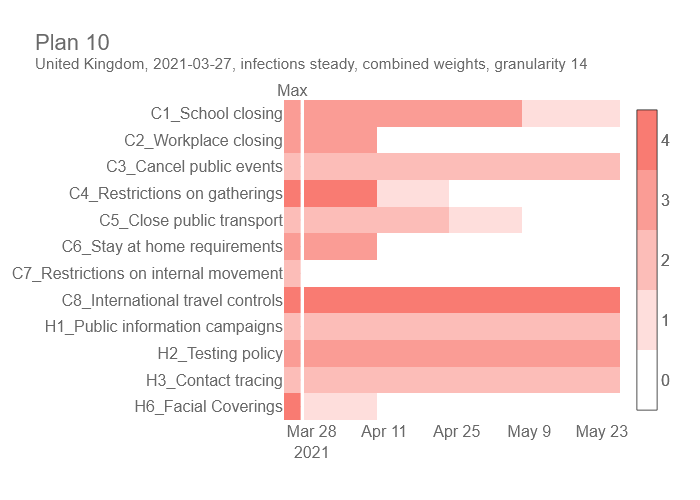 Plan 10
United Kingdom, 2021-03-27, infections steady, combined weights, granularity 14
Max
C1_School closing
C2_Workplace closing
C3_Cancel public events
C4_Restrictions on gatherings
C5_Close public transport
C6_Stay at home requirements
C7_Restrictions on internal movement
C8_International travel controls
H1_Public information campaigns
H2_Testing policy
H3_Contact tracing
H6_Facial Coverings
Mar 28 Apr 11 Apr 25 May 9 May 23
2021
4
3
2
1
0